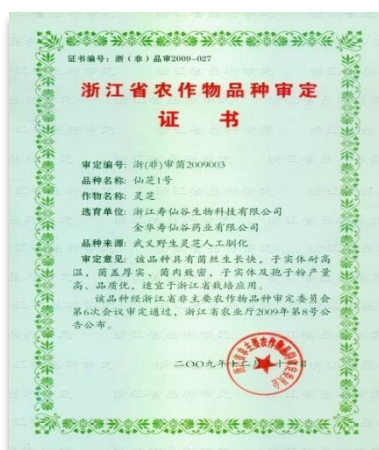 证书编号：浙（非）品审2009-027
浙江省农作物品种审定
证 书
审定编号：浙(非)审菌2009003
品种名称：仙芝1号
作物名称：灵芝
选育单位：浙江寿仙谷生物科技有限公司
金华寿仙谷药业有限公司
品种来源：武义野生灵芝人工驯化
审定意见：该品种具有菌丝生长快，子实体耐高
温，菌盖厚实、菌肉致密，子实体及孢子粉产量
高、品质优，适宜于浙江省栽培应用。
该品种经浙江省非主要农作物品种审定委员会
第6次会议审定通过，浙江省农业厅2009年第8号公
告公布。
二〇〇九年十二月十日